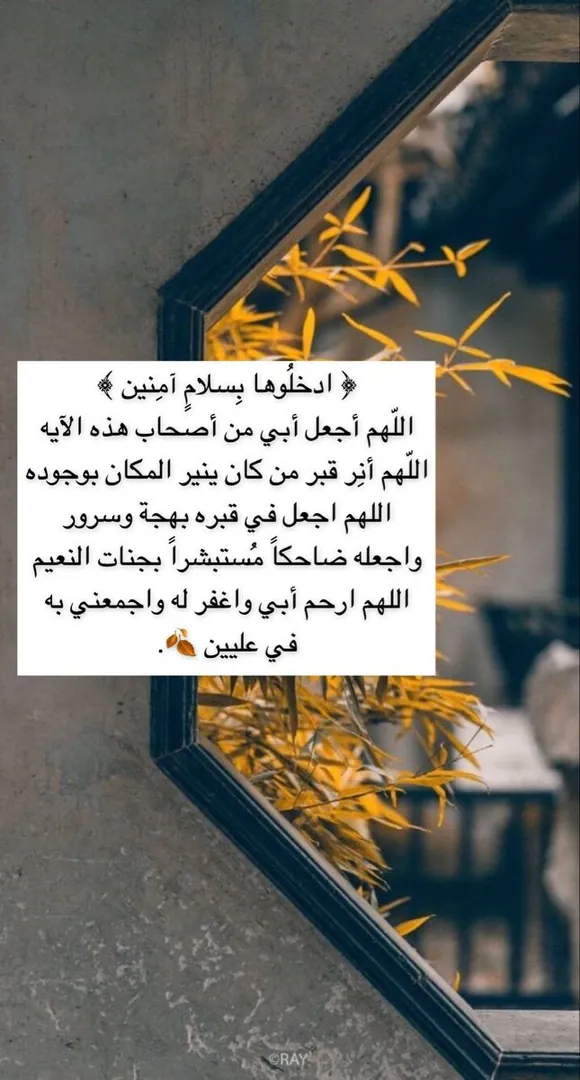 ﴿ ادخلُوها بِسلامٍ آمِنين ﴾
اللّهم أجعل أبي من أصحاب هذه الآيه
اللّهم أنِر قبر من كان ينير المكان بوجوده
اللهم اجعل في قبره بهجة وسرور
واجعله ضاحكاً مُستبشراً بجنات النعيم
اللهم ارحم أبي واغفر له واجمعني به
في عليين 🍂.
©RAY